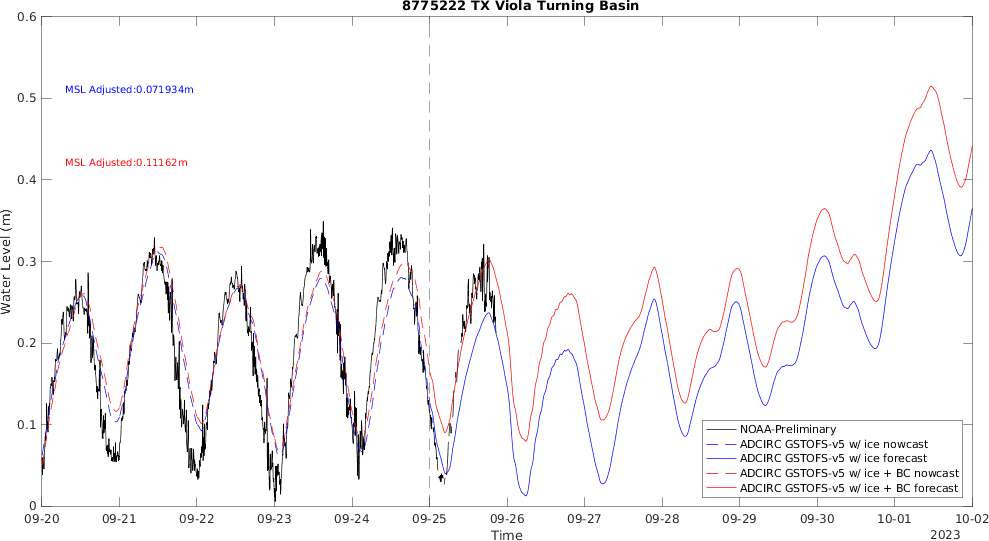 8775222 TX Viola Turning Basin
0.6
0.5
0.4
0.3
0.2
0.1
0
Water Level (m)
MSL Adjusted:0.071934m
MSL Adjusted:0.11162m
NOAA-Preliminary
ADCIRC GSTOFS-v5 w/ ice nowcast
ADCIRC GSTOFS-v5 w/ ice forecast
ADCIRC GSTOFS-v5 w/ ice + BC nowcast
ADCIRC GSTOFS-v5 w/ ice + BC forecast
09-20 09-21 09-22 09-23 09-24 09-25 09-26 09-27 09-28 09-29 09-30 10-01 10-02
Time
2023